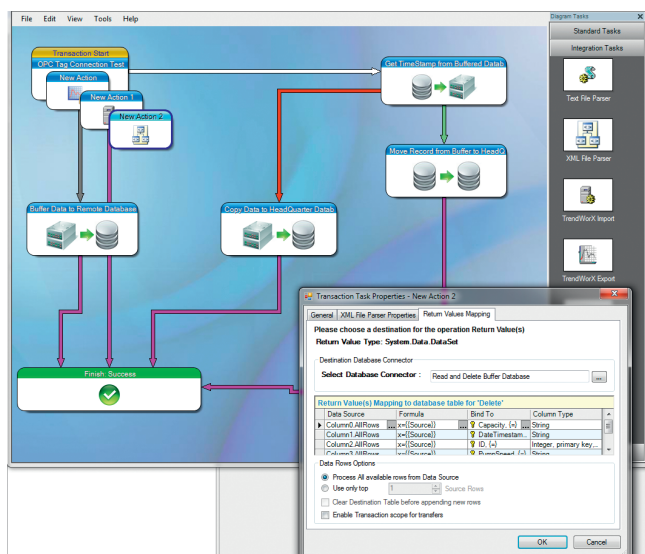 File Edit View Tools Help
Diagram Tasks
Standard Tasks
Integration Tasks
Text File Parser
XML File Parser
TrendWorX Import
TrendWorX Export
Transaction Start
OPC Tag Connection Test
New Action
New Action 1
New Action 2
Get TimeStamp from Buffered Datab
Move Record from Buffer to HeadQ
Buffer Data to Remote Database
Copy Data to HeadQuarter Datab
Finish: Success
Transaction Task Properties - New Action 2
General XML File Parser Properties Return Values Mapping
Please choose a destination for the operation Return Value(s)
Return Value Type: System.Data.DataSet
Destination Database Connector
Select Database Connector : Read and Delete Buffer Database ...
Return Value(s) Mapping to database table for 'Delete'
Data Source Formula Bind To Column Type
Column0.AllRows ... x={{Source}} ... Capacity, {=} ... String
Column1.AllRows x={{Source}} DateTimestam... String
Column2.AllRows x={{Source}} ID, {=} Integer, primary key,...
Column3.AllRows x={{Source}} PumpSpeed, {=} String
Data Rows Options
Process All available rows from Data Source
Use only top 1 Source Rows
Clear Destination Table before appending new rows
Enable Transaction scope for transfers
OK Cancel